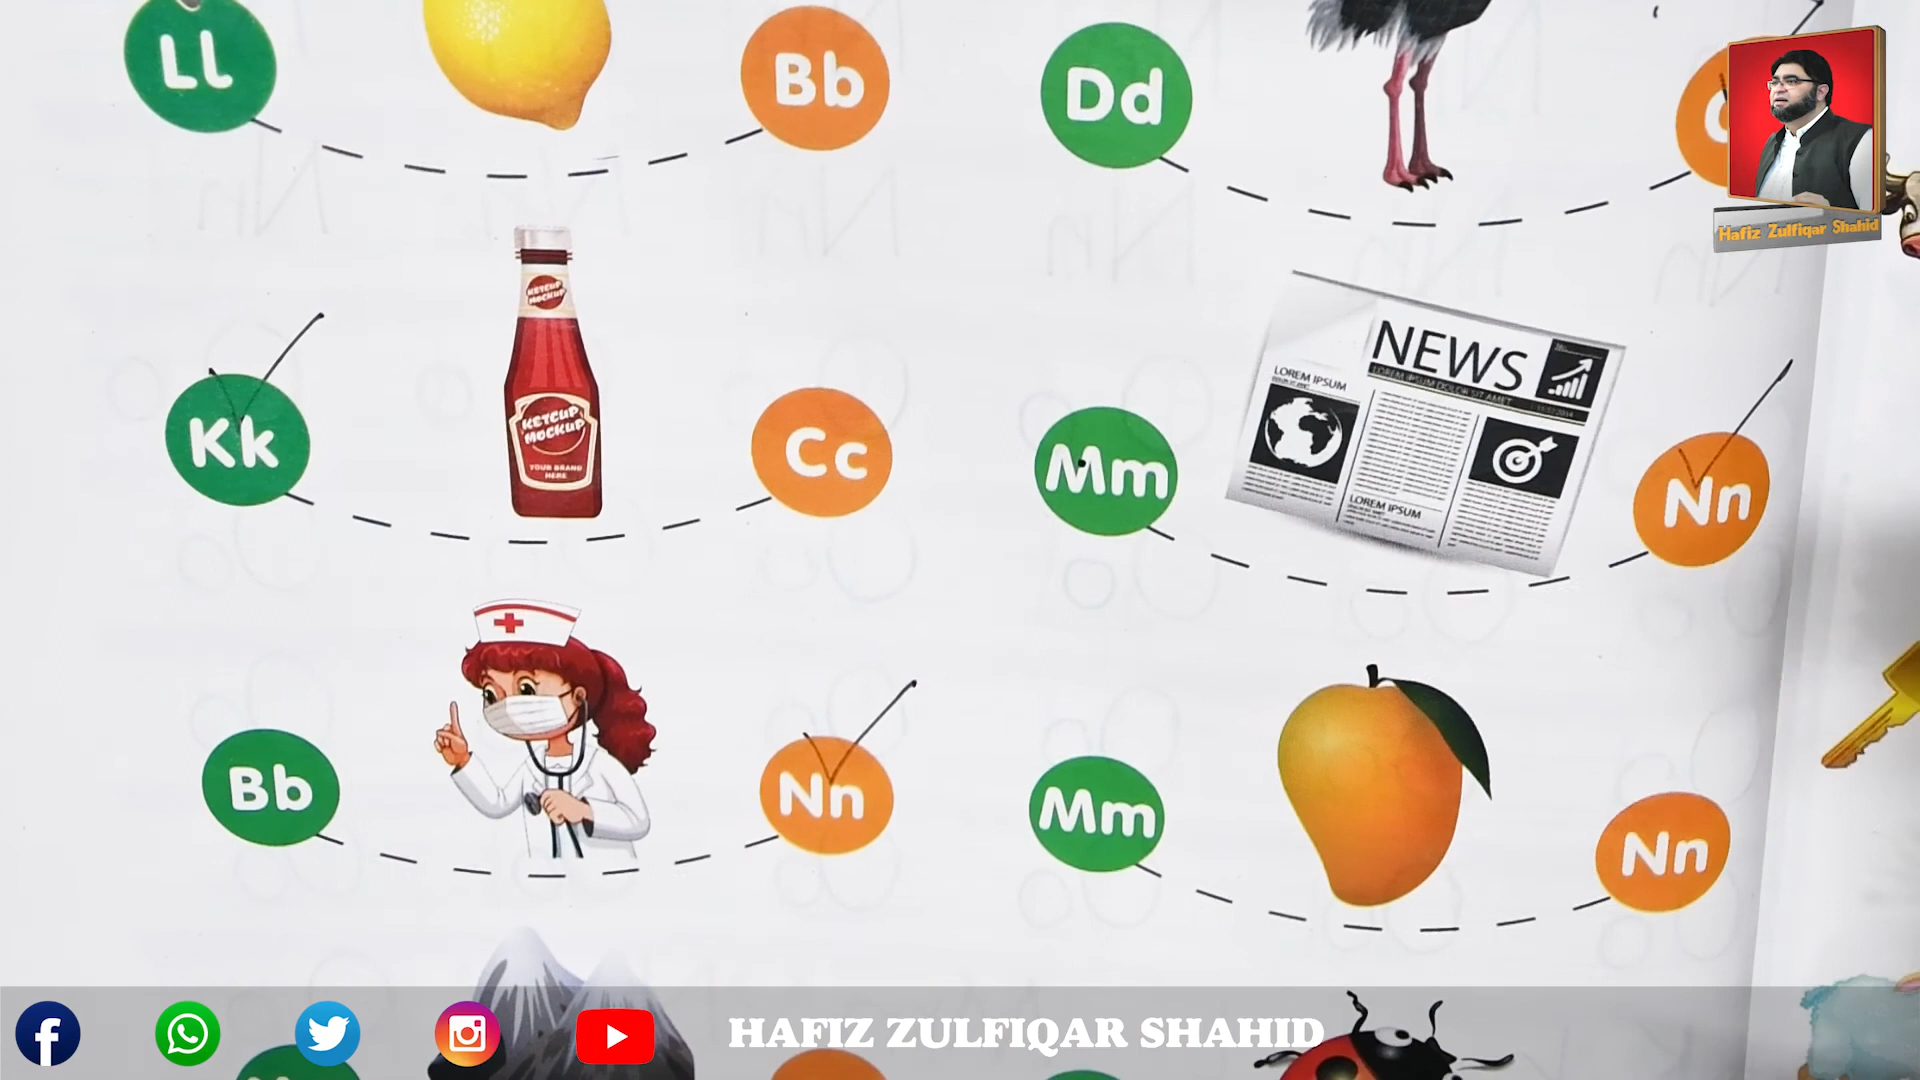 Ll
Bb
Dd
Hafiz Zulfiqar Shahid
KETCUP
MOCKUP
Kk
KETCUP
MOCKUP
YOUR BRAND
HERE
Cc
NEWS
LOREM IPSUM DOLOR SIT AMET
LOREM IPSUM
LOREM IPSUM
Mm
Nn
Bb
Nn
Mm
Nn
HAFIZ ZULFIQAR SHAHID